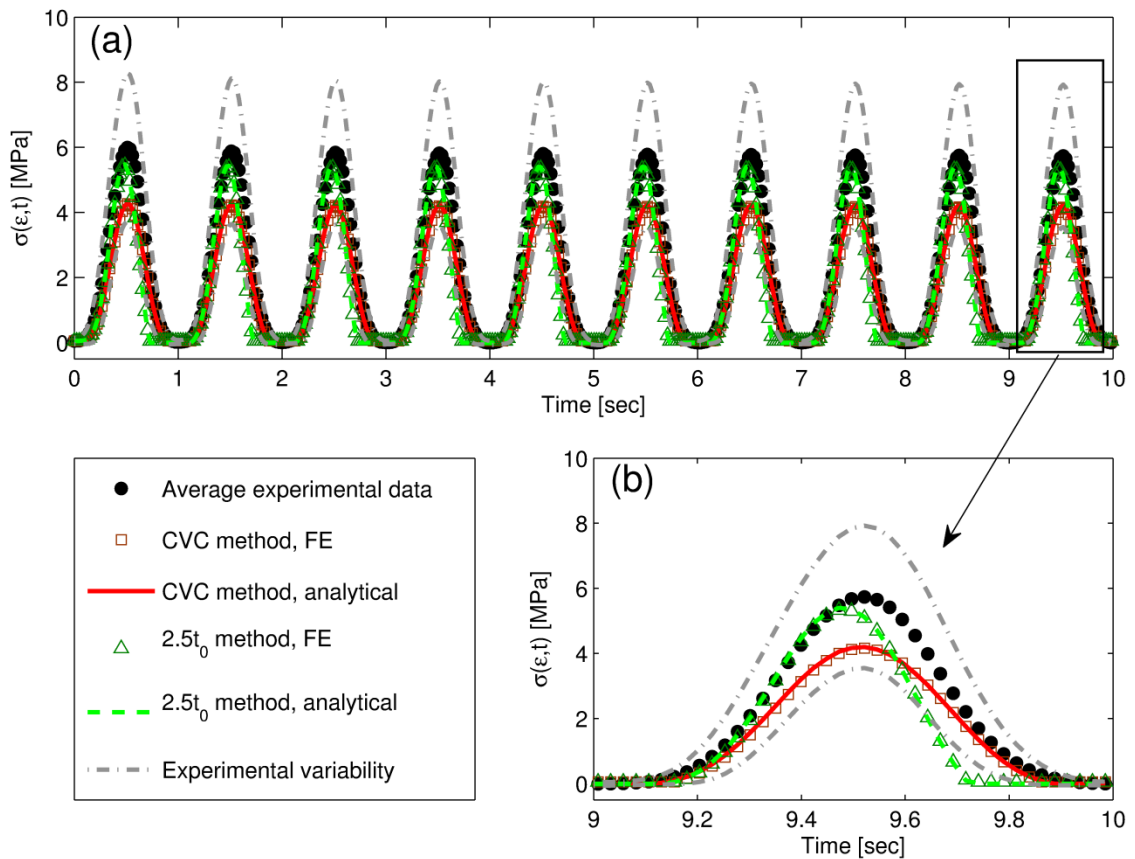 (a)
σ(ε,t) [MPa]
10
8
6
4
2
0
0 1 2 3 4 5 6 7 8 9 10
Time [sec]
Average experimental data
CVC method, FE
CVC method, analytical
2.5t₀ method, FE
2.5t₀ method, analytical
Experimental variability
(b)
σ(ε,t) [MPa]
10
8
6
4
2
0
9 9.2 9.4 9.6 9.8 10
Time [sec]